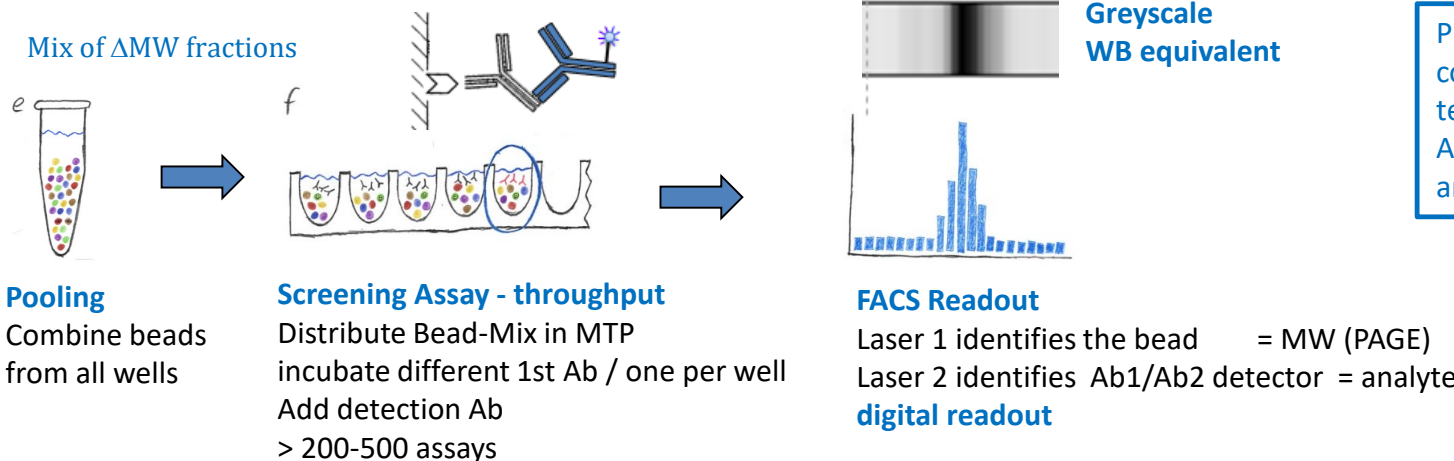 Mix of ΔMW fractions
e
f
Greyscale
WB equivalent
Pooling
Combine beads
from all wells
Screening Assay - throughput
Distribute Bead-Mix in MTP
incubate different 1st Ab / one per well
Add detection Ab
> 200-500 assays
FACS Readout
Laser 1 identifies the bead = MW (PAGE)
Laser 2 identifies Ab1/Ab2 detector = analyte
digital readout